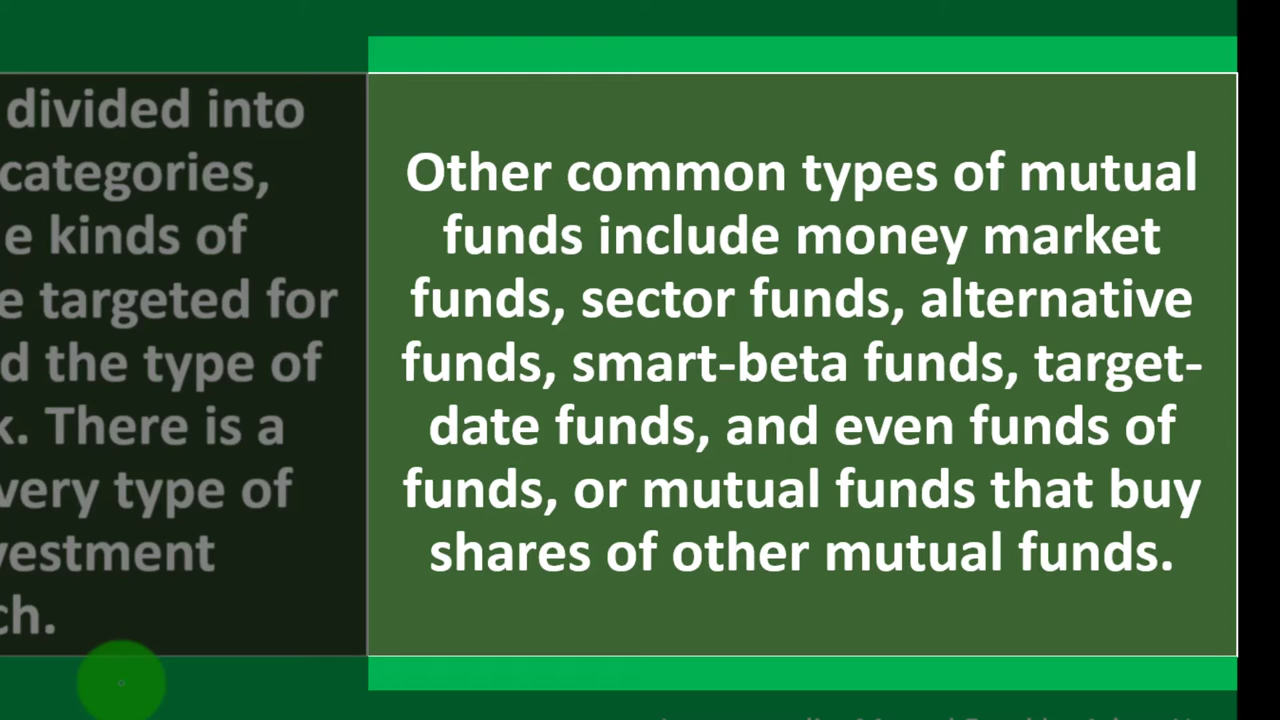 divided into
categories,
e kinds of
e targeted for
d the type of
k. There is a
very type of
vestment
ch.
Other common types of mutual
funds include money market
funds, sector funds, alternative
funds, smart-beta funds, target-
date funds, and even funds of
funds, or mutual funds that buy
shares of other mutual funds.